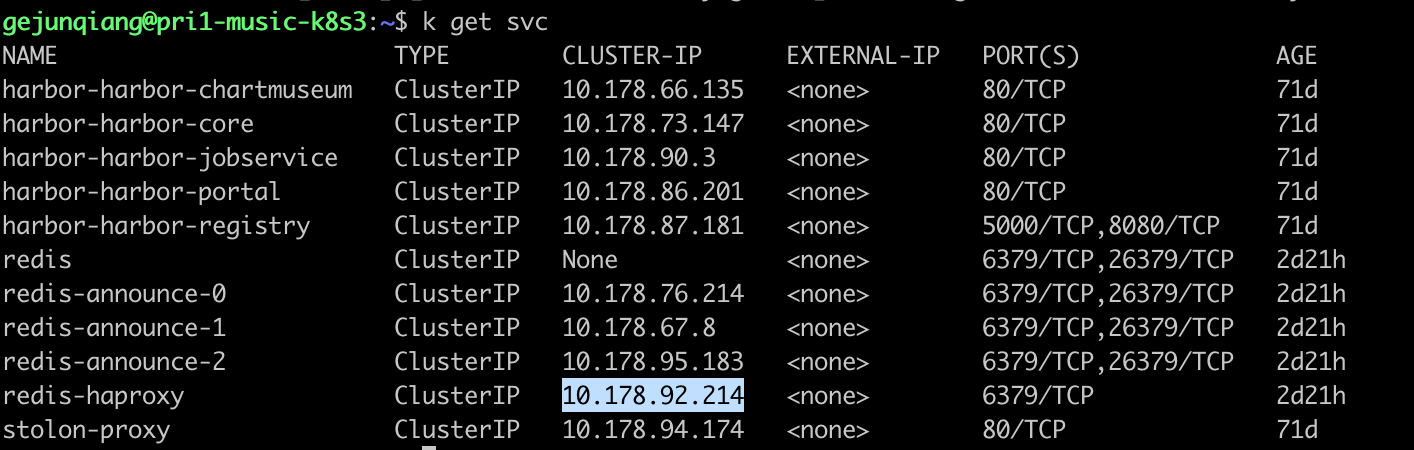 gejunqiang@pri1-music-k8s3:~$ k get svc
NAME TYPE CLUSTER-IP EXTERNAL-IP PORT(S) AGE
harbor-harbor-chartmuseum ClusterIP 10.178.66.135 <none> 80/TCP 71d
harbor-harbor-core ClusterIP 10.178.73.147 <none> 80/TCP 71d
harbor-harbor-jobservice ClusterIP 10.178.90.3 <none> 80/TCP 71d
harbor-harbor-portal ClusterIP 10.178.86.201 <none> 80/TCP 71d
harbor-harbor-registry ClusterIP 10.178.87.181 <none> 5000/TCP,8080/TCP 71d
redis ClusterIP None <none> 6379/TCP,26379/TCP 2d21h
redis-announce-0 ClusterIP 10.178.76.214 <none> 6379/TCP,26379/TCP 2d21h
redis-announce-1 ClusterIP 10.178.67.8 <none> 6379/TCP,26379/TCP 2d21h
redis-announce-2 ClusterIP 10.178.95.183 <none> 6379/TCP,26379/TCP 2d21h
redis-haproxy ClusterIP 10.178.92.214 <none> 6379/TCP 2d21h
stolon-proxy ClusterIP 10.178.94.174 <none> 80/TCP 71d